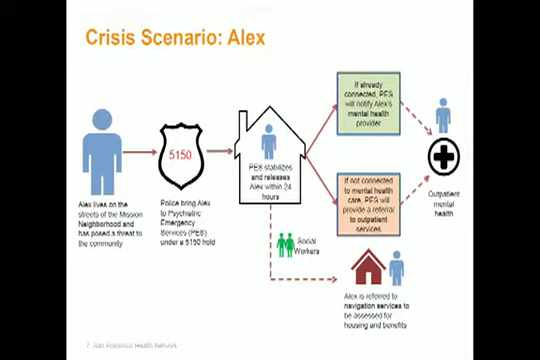 Crisis Scenario: Alex
If already
connected, PES
will notify Alex's
mental health
provider
5150
PES stabilizes
and releases
Alex within 24
hours
Alex lives on the
streets of the Mission
Neighborhood and
has posed a threat to
the community
Police bring Alex
to Psychiatric
Emergency
Services (PES)
under a 5150 hold
If not connected
to mental health
care, PES will
provide a referral
to outpatient
services
Outpatient
mental
health
Social
Workers
Alex is referred to
navigation services to
be assessed for
housing and benefits
7 San Francisco Health Network